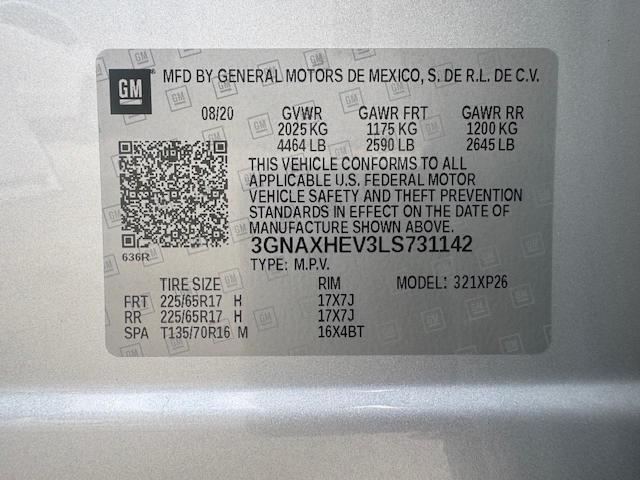 GM MFD BY GENERAL MOTORS DE MEXICO, S. DE R.L. DE C.V.
08/20 GVWR GAWR FRT GAWR RR
2025 KG 1175 KG 1200 KG
4464 LB 2590 LB 2645 LB
THIS VEHICLE CONFORMS TO ALL
APPLICABLE U.S. FEDERAL MOTOR
VEHICLE SAFETY AND THEFT PREVENTION
STANDARDS IN EFFECT ON THE DATE OF
MANUFACTURE SHOWN ABOVE.
3GNAXHEV3LS731142
636R TYPE: M.P.V.
TIRE SIZE RIM MODEL: 321XP26
FRT 225/65R17 H 17X7J
RR 225/65R17 H 17X7J
SPA T135/70R16 M 16X4BT